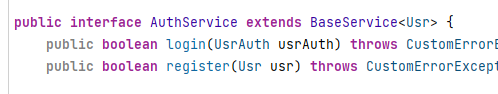 public interface AuthService extends BaseService<Usr> {
public boolean login(UsrAuth usrAuth) throws
public boolean register(Usr usr) throws